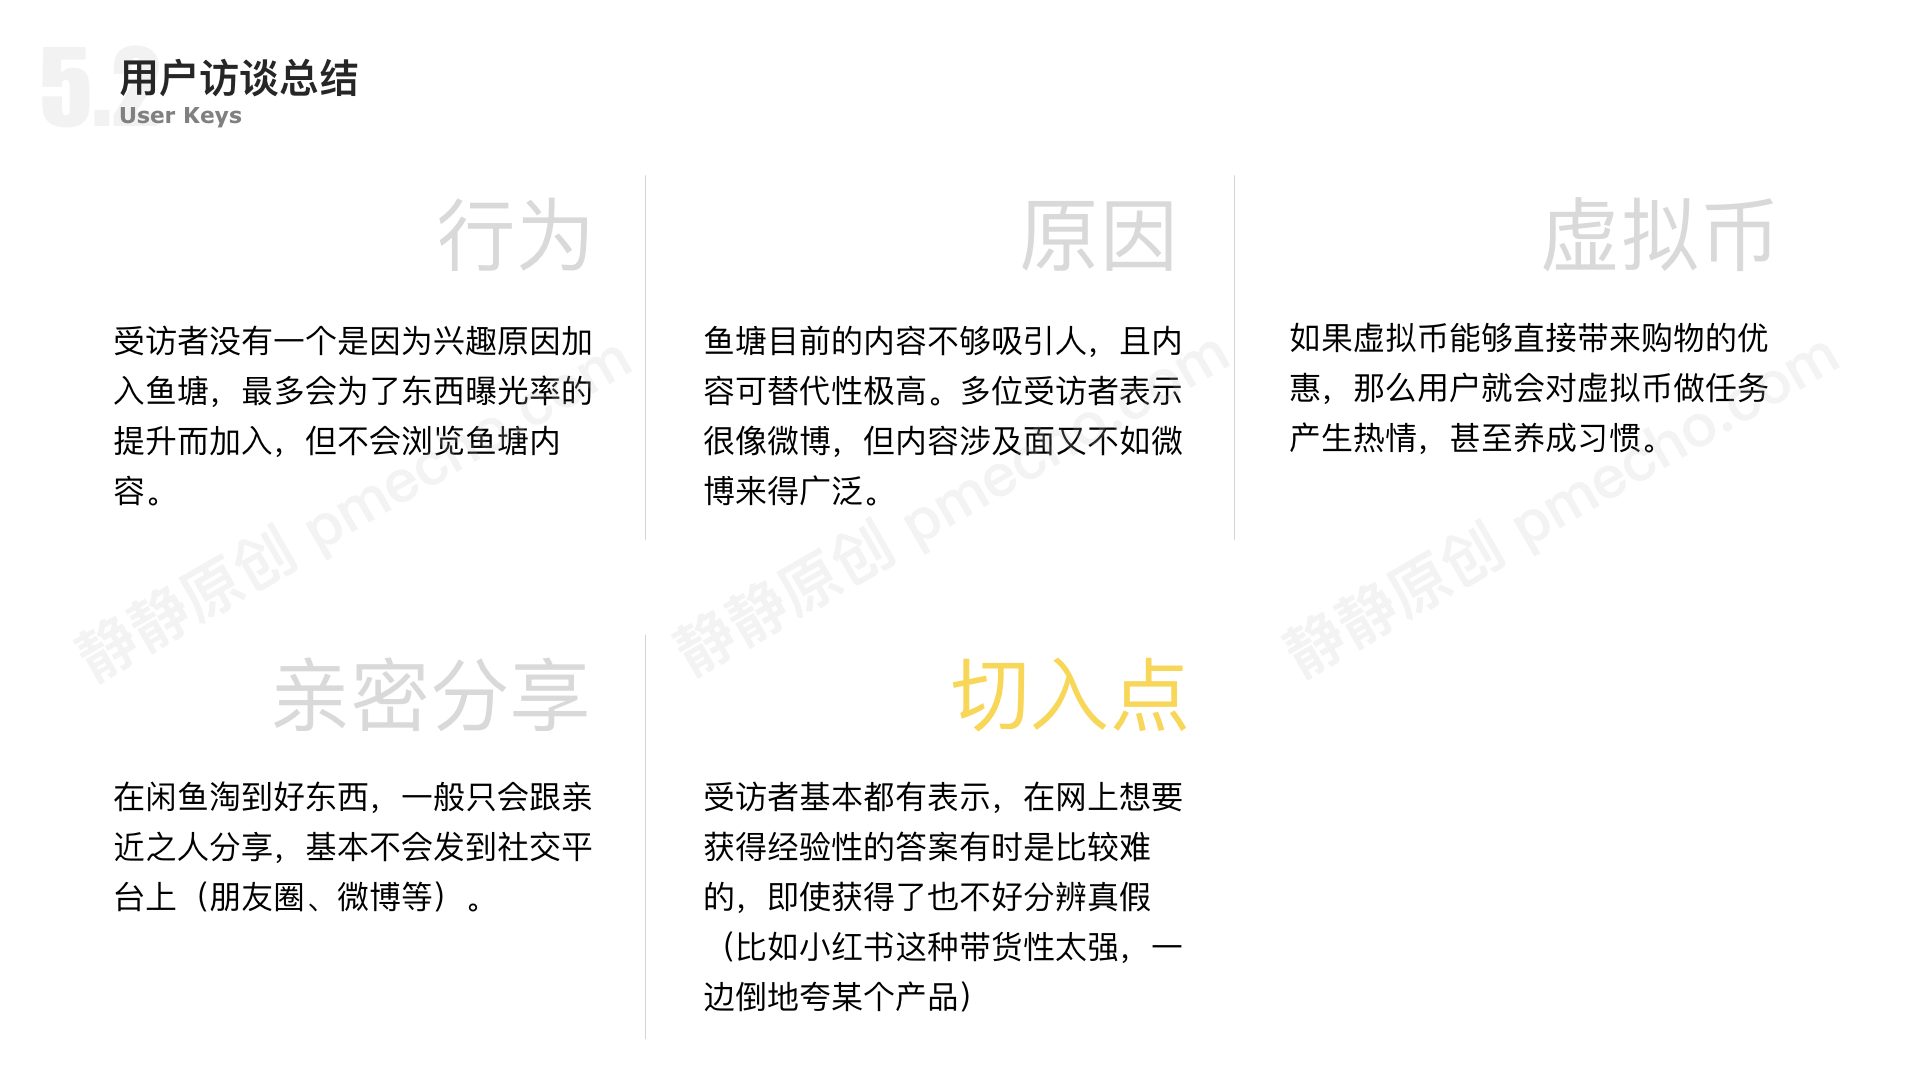 5.2
用户访谈总结
User Keys
行为
受访者没有一个是因为兴趣原因加
入鱼塘，最多会为了东西曝光率的
提升而加入，但不会浏览鱼塘内
容。
原因
鱼塘目前的内容不够吸引人，且内
容可替代性极高。多位受访者表示
很像微博，但内容涉及面又不如微
博来得广泛。
虚拟币
如果虚拟币能够直接带来购物的优
惠，那么用户就会对虚拟币做任务
产生热情，甚至养成习惯。
亲密分享
在闲鱼淘到好东西，一般只会跟亲
近之人分享，基本不会发到社交平
台上（朋友圈、微博等）。
切入点
受访者基本都有表示，在网上想要
获得经验性的答案有时是比较难
的，即使获得了也不好分辨真假
（比如小红书这种带货性太强，一
边倒地夸某个产品）
静静原创 pmecho.com
静静原创 pmecho.com
静静原创 pmecho.com